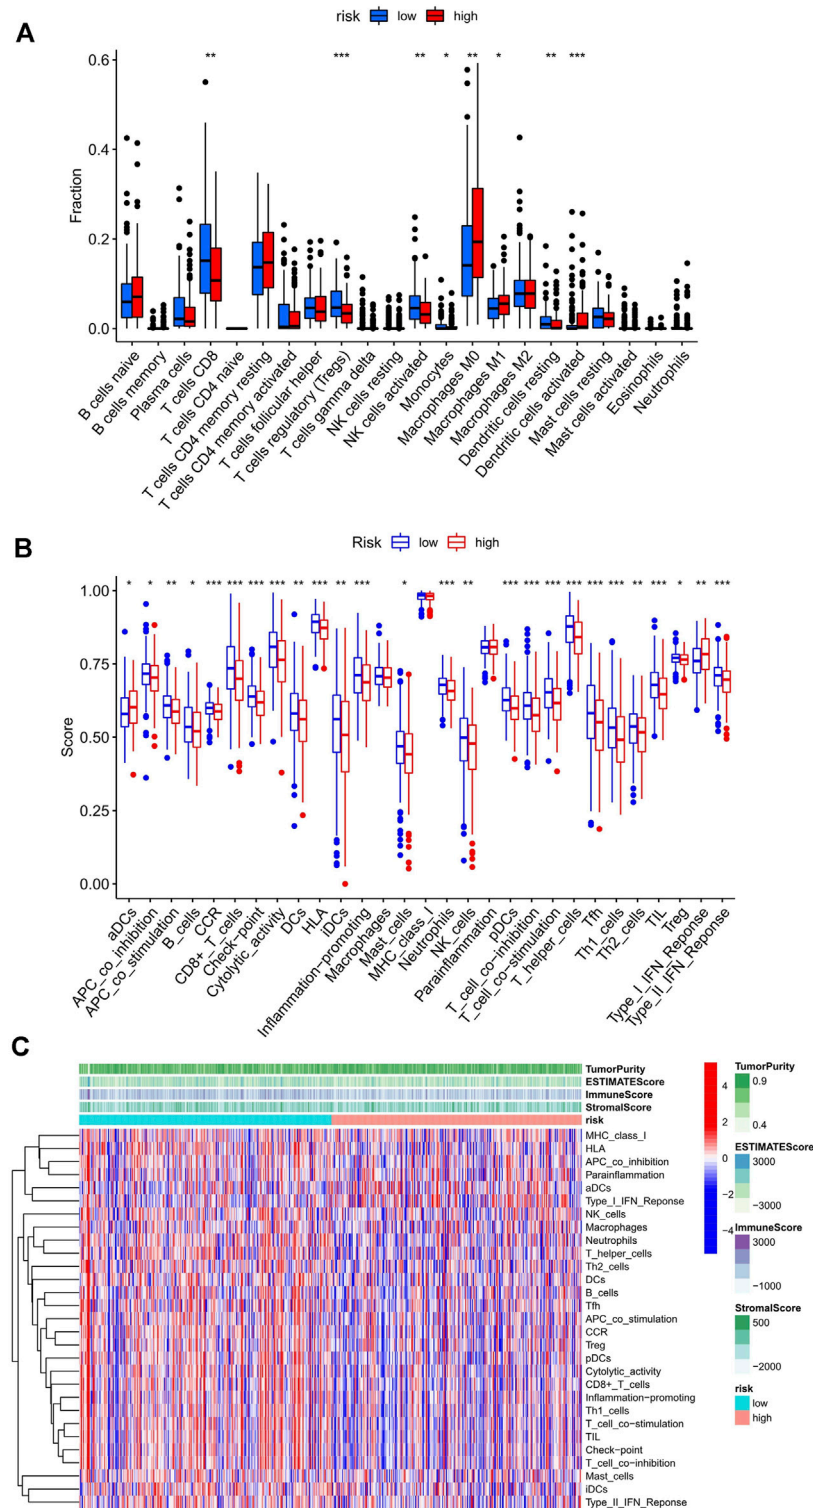 A
risk low high
** *** ** * ** * ** ***
0.6
0.4
0.2
0.0
Fraction
B cells naive
B cells memory
Plasma cells
T cells CD8
T cells CD4 naive
T cells CD4 memory resting
T cells CD4 memory activated
T cells follicular helper
T cells regulatory (Tregs)
T cells gamma delta
NK cells resting
NK cells activated
Monocytes
Macrophages M0
Macrophages M1
Macrophages M2
Dendritic cells resting
Dendritic cells activated
Mast cells resting
Mast cells activated
Eosinophils
Neutrophils
B
Risk low high
* * ** * *** *** *** *** ** *** ** *** * *** ** *** *** *** *** *** *** ** *** * ** ***
1.00
0.75
0.50
0.25
0.00
Score
aDCs
APC_co_inhibition
APC_co_stimulation
B_cells
CCR
CD8+_T_cells
Check-point
Cytolytic_activity
DCs
HLA
iDCs
Inflammation-promoting
Macrophages
Mast_cells
MHC_class_I
Neutrophils
NK_cells
Parainflammation
pDCs
T_cell_co-inhibition
T_cell_co-stimulation
T_helper_cells
Tfh
Th1_cells
Th2_cells
TIL
Treg
Type_I_IFN_Reponse
Type_II_IFN_Reponse
C
TumorPurity
ESTIMATEScore
ImmuneScore
StromalScore
risk
MHC_class_I
HLA
APC_co_inhibition
Parainflammation
aDCs
Type_I_IFN_Reponse
NK_cells
Macrophages
Neutrophils
T_helper_cells
Th2_cells
DCs
B_cells
Tfh
APC_co_stimulation
CCR
Treg
pDCs
Cytolytic_activity
CD8+_T_cells
Inflammation-promoting
Th1_cells
T_cell_co-stimulation
TIL
Check-point
T_cell_co-inhibition
Mast_cells
iDCs
Type_II_IFN_Reponse
4
2
0
−2
−4
TumorPurity
0.9
0.4
ESTIMATEScore
3000
−3000
ImmuneScore
3000
−1000
StromalScore
500
−2000
risk
low
high